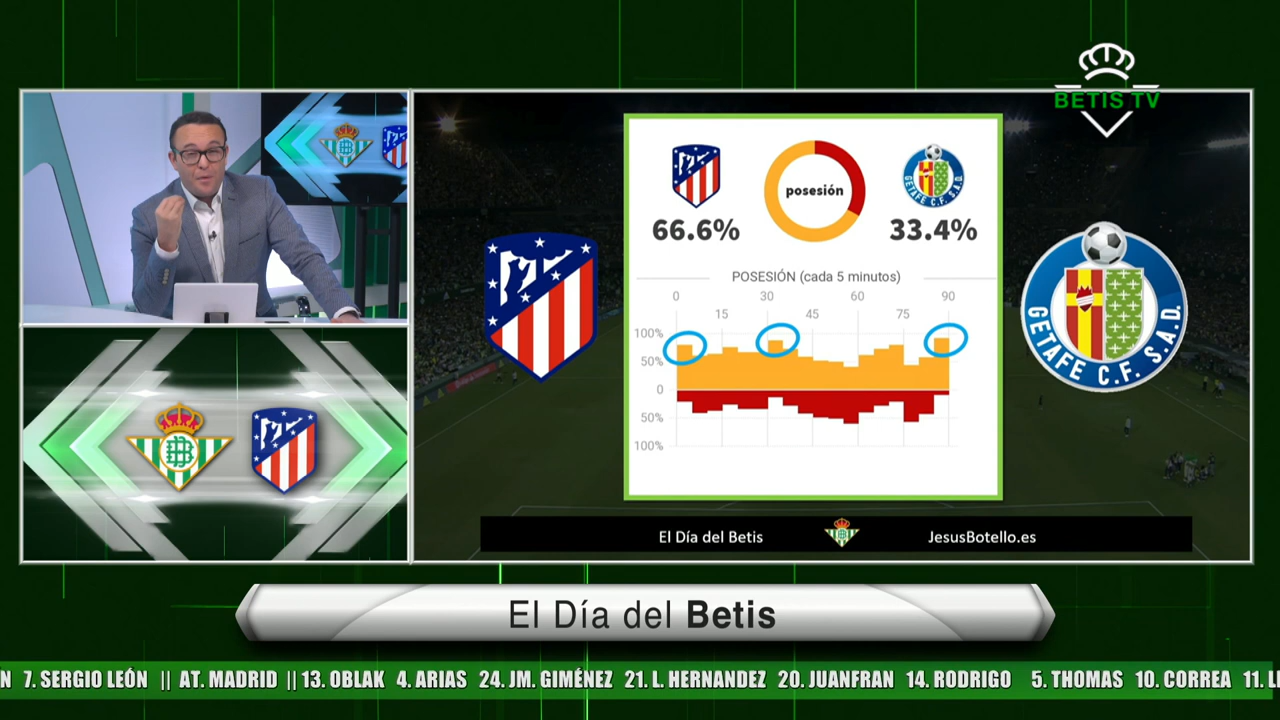 BETIS TV
posesión
GETAFE C.F. S.A.D.
66.6%
33.4%
POSESIÓN (cada 5 minutos)
0
30
60
90
15
45
75
100%
50%
0
50%
100%
GETAFE C.F. S.A.D.
El Día del Betis
JesusBotello.es
El Día del Betis
7. SERGIO LEÓN || AT. MADRID || 13. OBLAK 4. ARIAS 24. JM. GIMÉNEZ 21. L. HERNANDEZ 20. JUANFRAN 14. RODRIGO 5. THOMAS 10. CORREA 11.